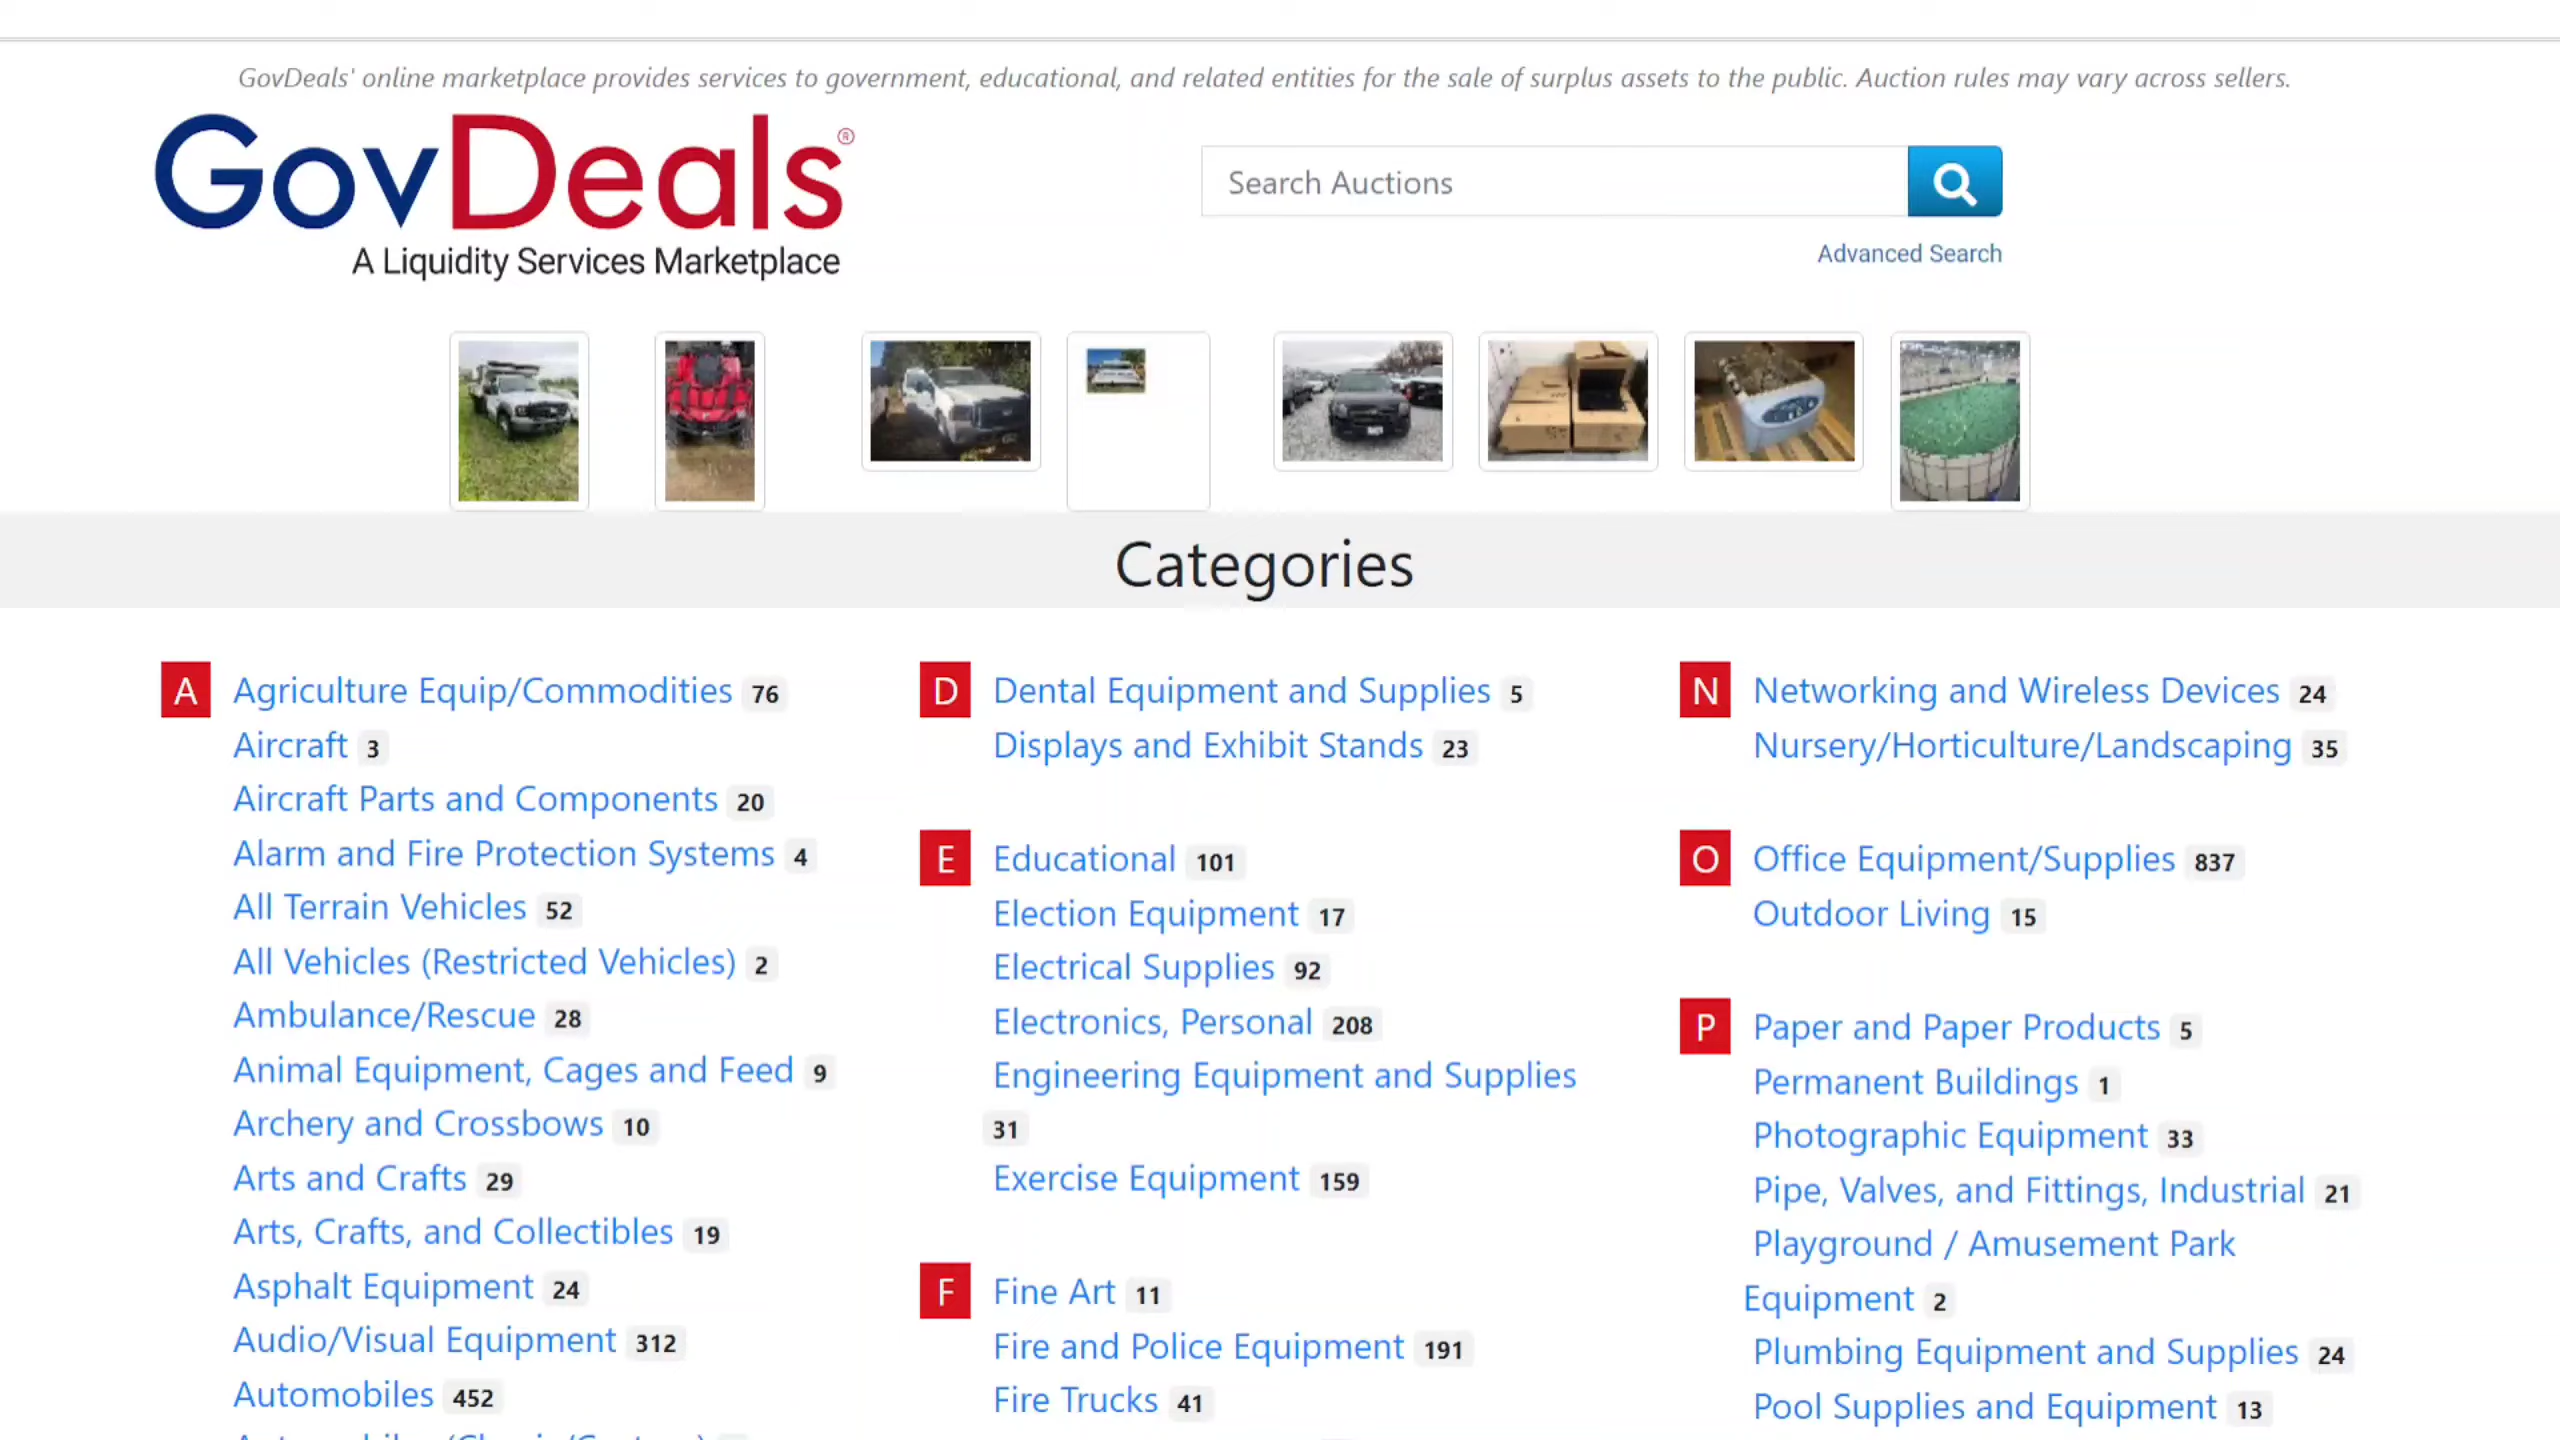 GovDeals' online marketplace provides services to government, educational, and related entities for the sale of surplus assets to the public. Auction rules may vary across sellers.
GovDeals®
A Liquidity Services Marketplace
Search Auctions
Advanced Search
Categories
A
Agriculture Equip/Commodities 76
Aircraft 3
Aircraft Parts and Components 20
Alarm and Fire Protection Systems 4
All Terrain Vehicles 52
All Vehicles (Restricted Vehicles) 2
Ambulance/Rescue 28
Animal Equipment, Cages and Feed 9
Archery and Crossbows 10
Arts and Crafts 29
Arts, Crafts, and Collectibles 19
Asphalt Equipment 24
Audio/Visual Equipment 312
Automobiles 452
D
Dental Equipment and Supplies 5
Displays and Exhibit Stands 23
E
Educational 101
Election Equipment 17
Electrical Supplies 92
Electronics, Personal 208
Engineering Equipment and Supplies
31
Exercise Equipment 159
F
Fine Art 11
Fire and Police Equipment 191
Fire Trucks 41
N
Networking and Wireless Devices 24
Nursery/Horticulture/Landscaping 35
O
Office Equipment/Supplies 837
Outdoor Living 15
P
Paper and Paper Products 5
Permanent Buildings 1
Photographic Equipment 33
Pipe, Valves, and Fittings, Industrial 21
Playground / Amusement Park
Equipment 2
Plumbing Equipment and Supplies 24
Pool Supplies and Equipment 13